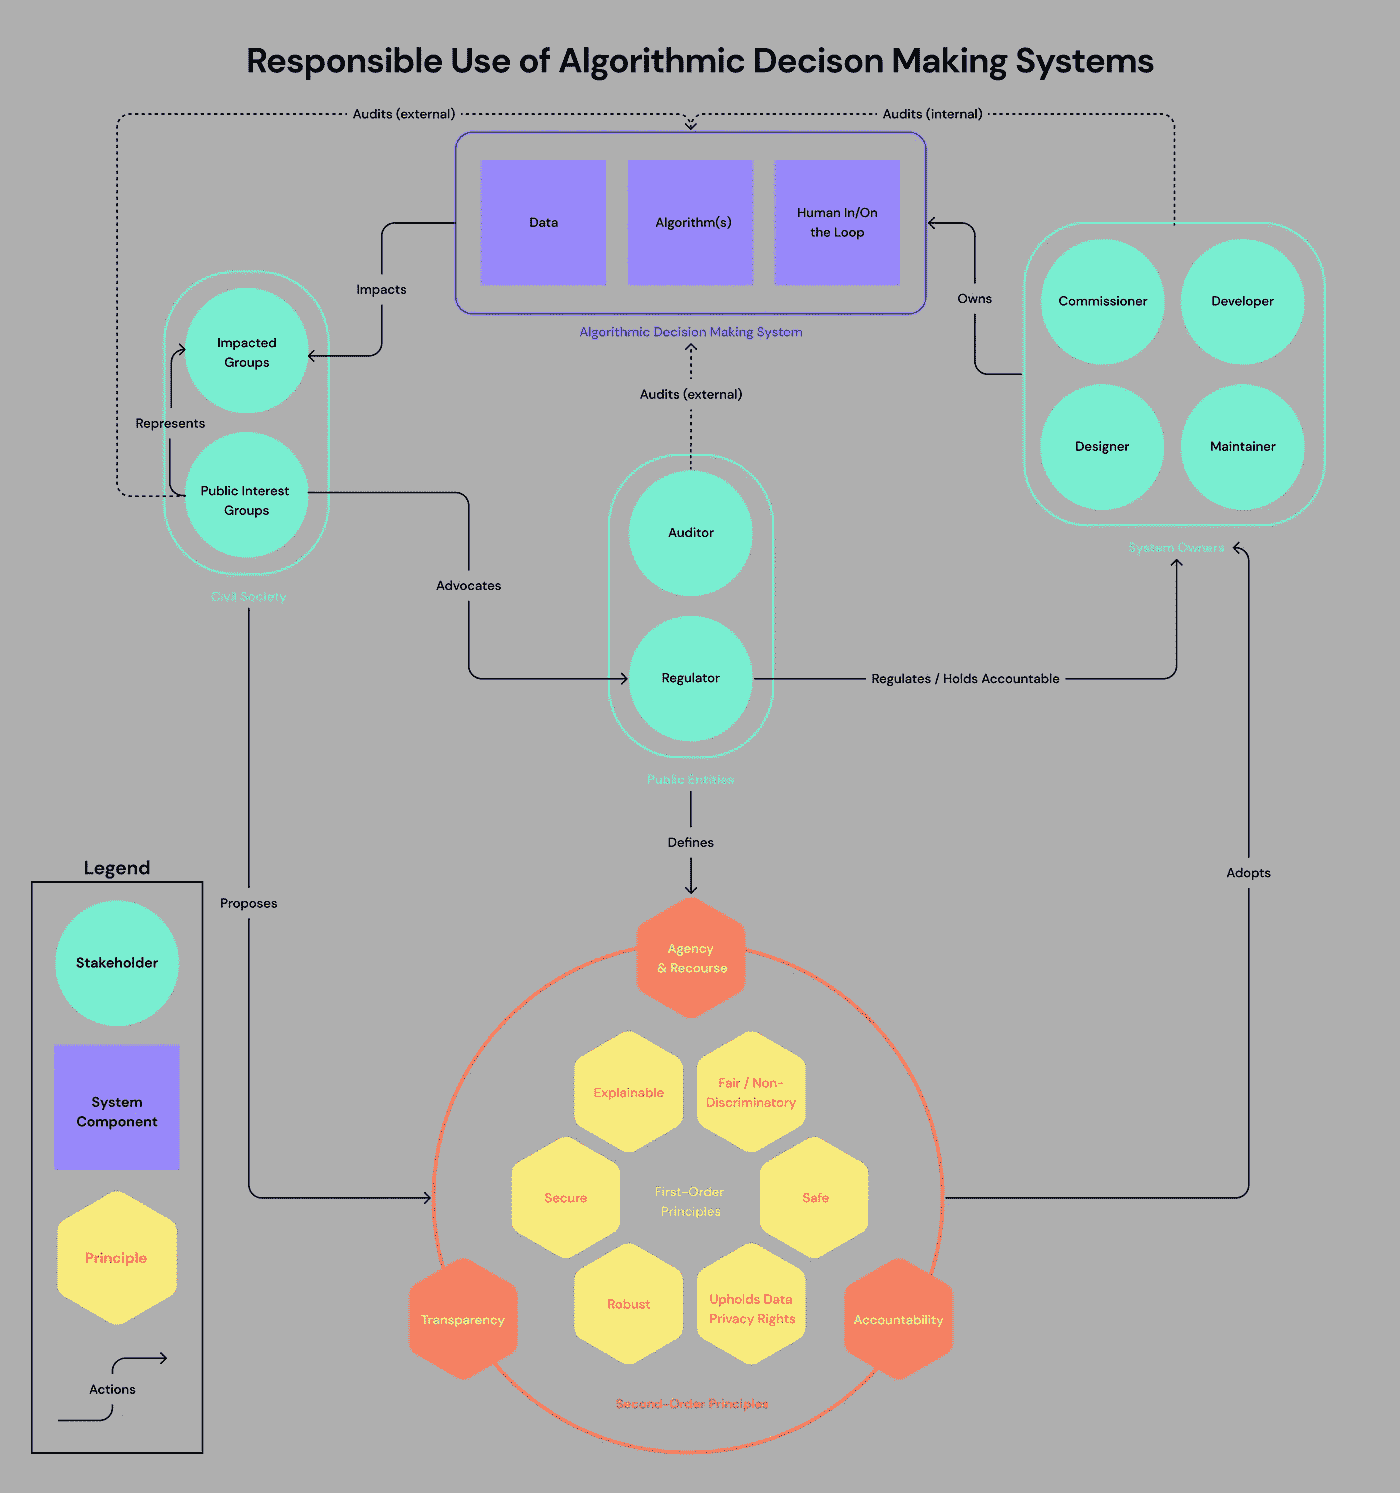 Responsible Use of Algorithmic Decison Making Systems
Audits (external)
Audits (internal)
Data
Algorithm(s)
Human In/On
the Loop
Algorithmic Decision Making System
Impacts
Owns
Commissioner
Developer
Designer
Maintainer
System Owners
Impacted
Groups
Represents
Public Interest
Groups
Civil Society
Audits (external)
Auditor
Advocates
Regulator
Regulates / Holds Accountable
Public Entities
Defines
Adopts
Proposes
Legend
Stakeholder
System
Component
Principle
Actions
Agency
& Recourse
Explainable
Fair / Non-
Discriminatory
Secure
First-Order
Principles
Safe
Robust
Upholds Data
Privacy Rights
Transparency
Accountability
Second-Order Principles